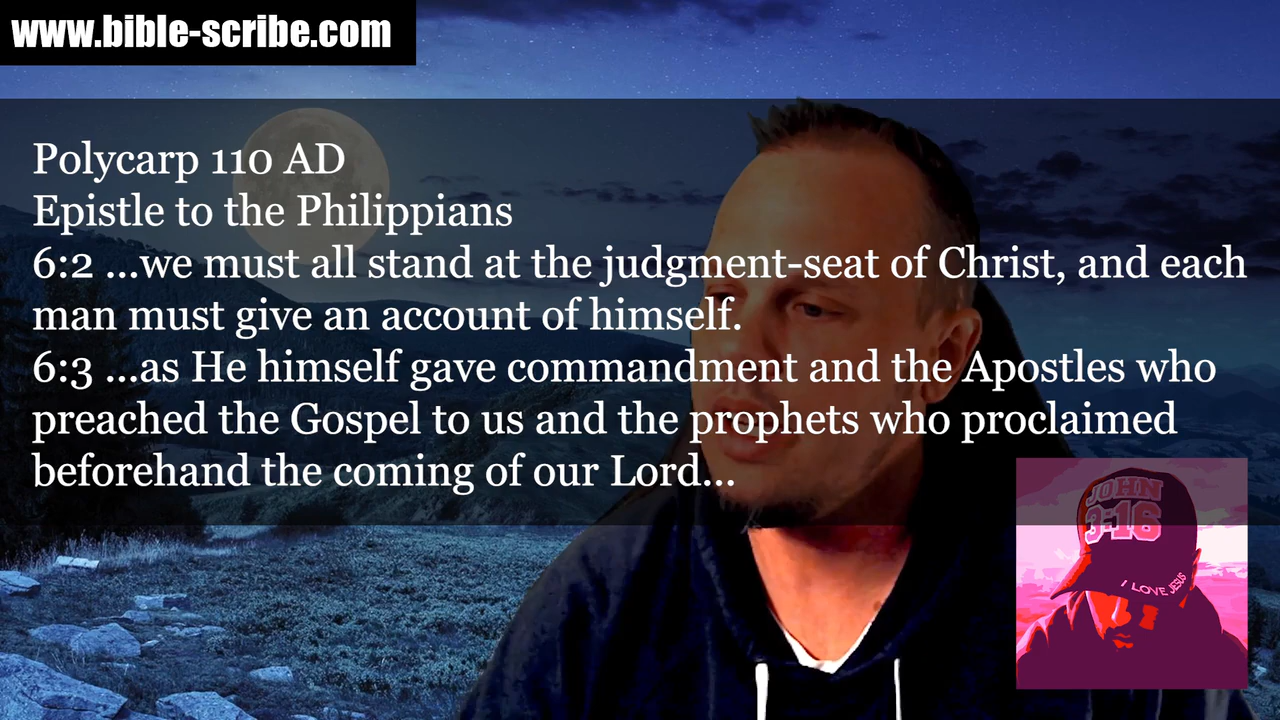 www.bible-scribe.com
Polycarp 110 AD
Epistle to the Philippians
6:2 ...we must all stand at the judgment-seat of Christ, and each
man must give an account of himself.
6:3 ...as He himself gave commandment and the Apostles who
preached the Gospel to us and the prophets who proclaimed
beforehand the coming of our Lord...
JOHN
3:16
I LOVE JESUS